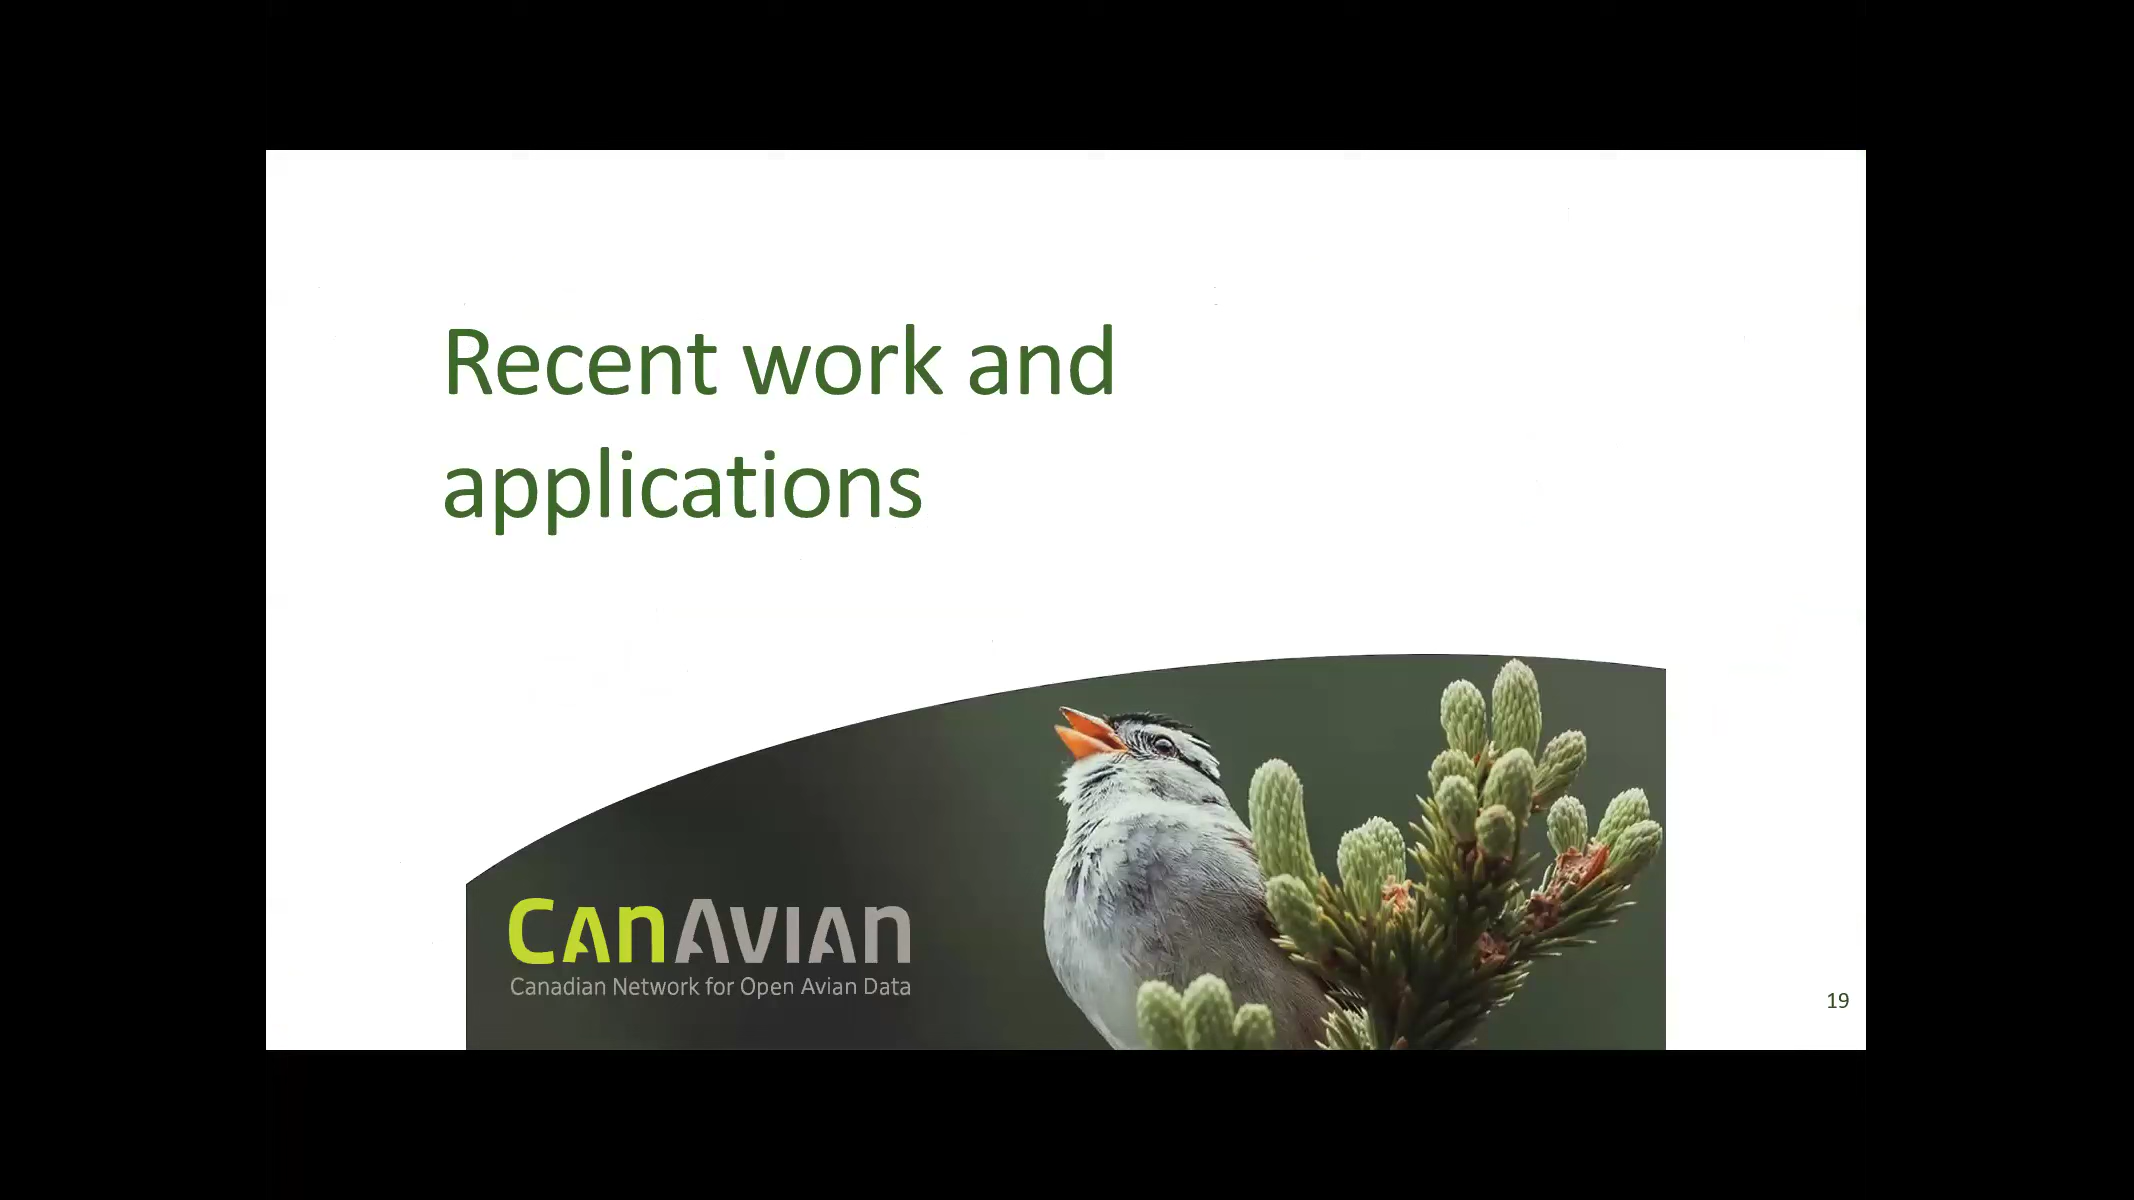 Recent work and
applications
CanAvian
Canadian Network for Open Avian Data
19